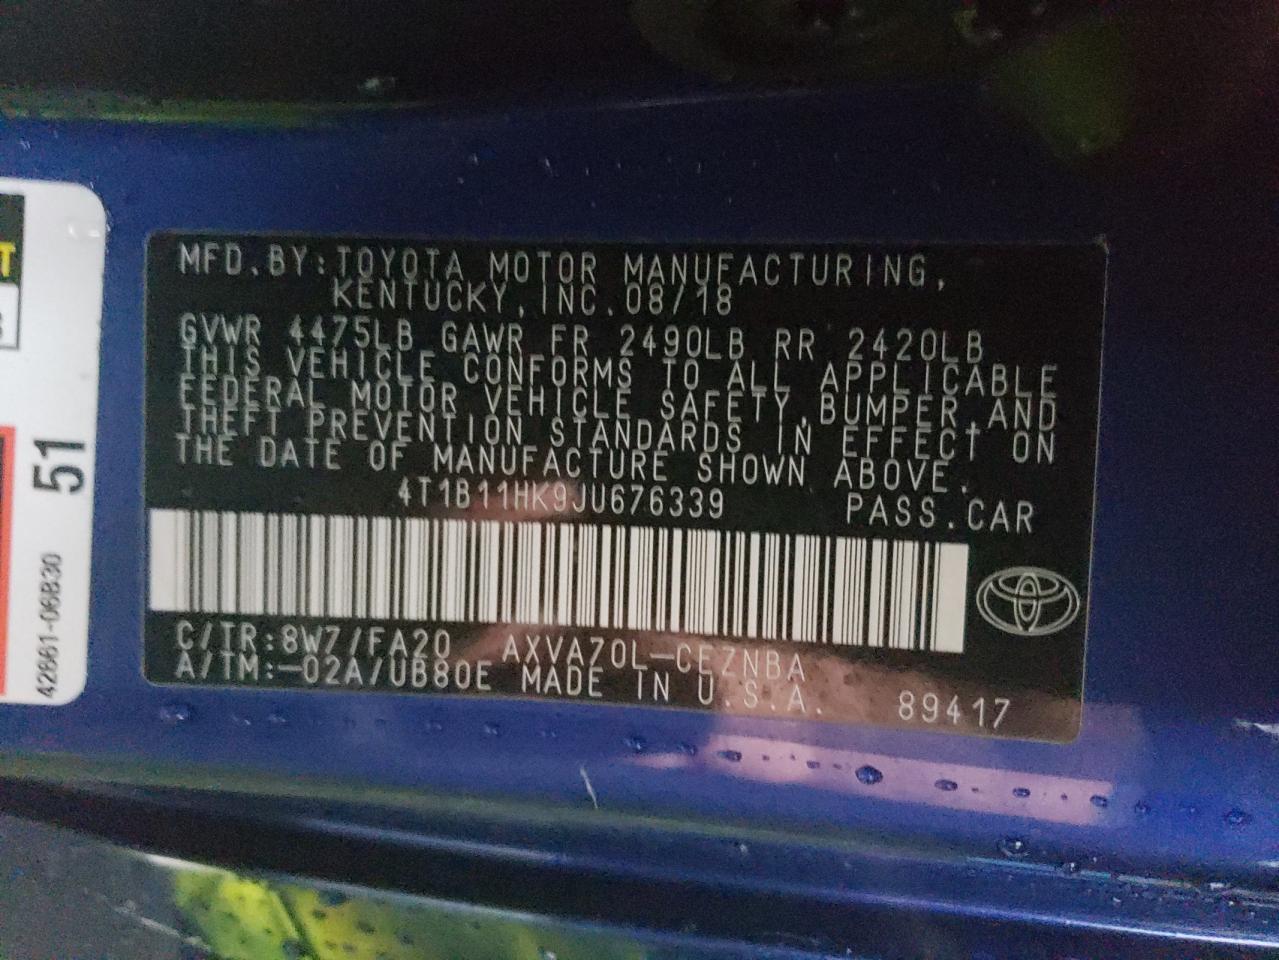 MFD.BY:TOYOTA MOTOR MANUFACTURING,
KENTUCKY,INC.08/18
GVWR 4475LB GAWR FR 2490LB RR 2420LB
THIS VEHICLE CONFORMS TO ALL APPLICABLE
FEDERAL MOTOR VEHICLE SAFETY,BUMPER,AND
THEFT PREVENTION STANDARDS IN EFFECT ON
THE DATE OF MANUFACTURE SHOWN ABOVE.
4T1B11HK9JU676339 PASS.CAR
C/TR:8W7/FA20 AXVA70L-CEZNBA
A/TM:-02A/UB80E MADE IN U.S.A.
89417
51
42661-06B30